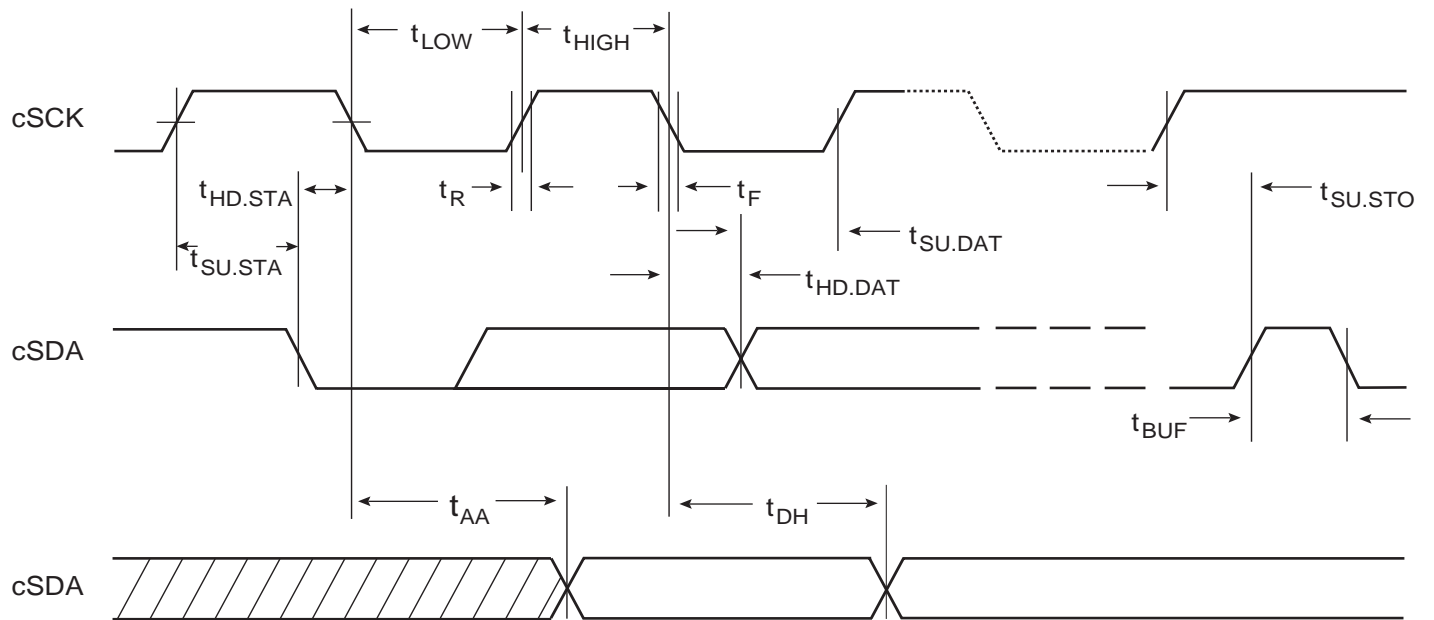 tLOW
tHIGH
cSCK
tHD.STA
tR
tF
tSU.STO
tSU.STA
tSU.DAT
tHD.DAT
cSDA
tBUF
tAA
tDH
cSDA